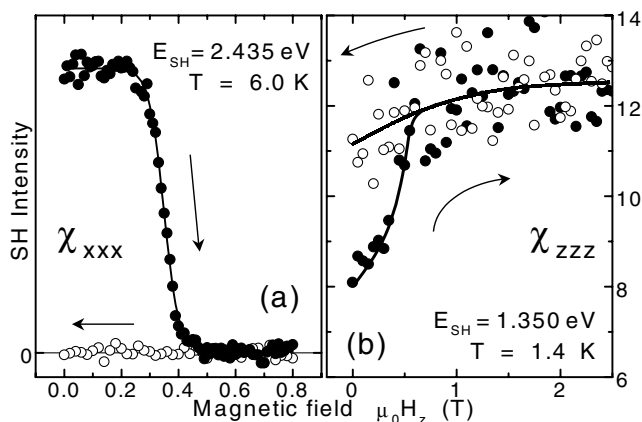 E_SH = 2.435 eV
T = 6.0 K
SH Intensity
χ_xxx
(a)
0
0.0 0.2 0.4 0.6 0.8
14
12
10
8
6
χ_zzz
(b)
E_SH = 1.350 eV
T = 1.4 K
0 1 2
Magnetic field μ₀H_z (T)